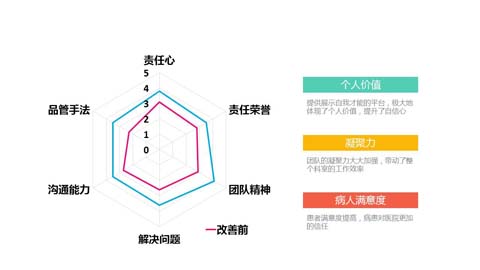 责任心
5
4
3
2
1
0
品管手法
责任荣誉
沟通能力
团队精神
解决问题
改善前
个人价值
提供展示自我才能的平台，极大地
体现了个人价值，提升了自信心
凝聚力
团队的凝聚力大大加强，带动了整
个科室的工作效率
病人满意度
患者满意度提高，病患对医院更加
的信任